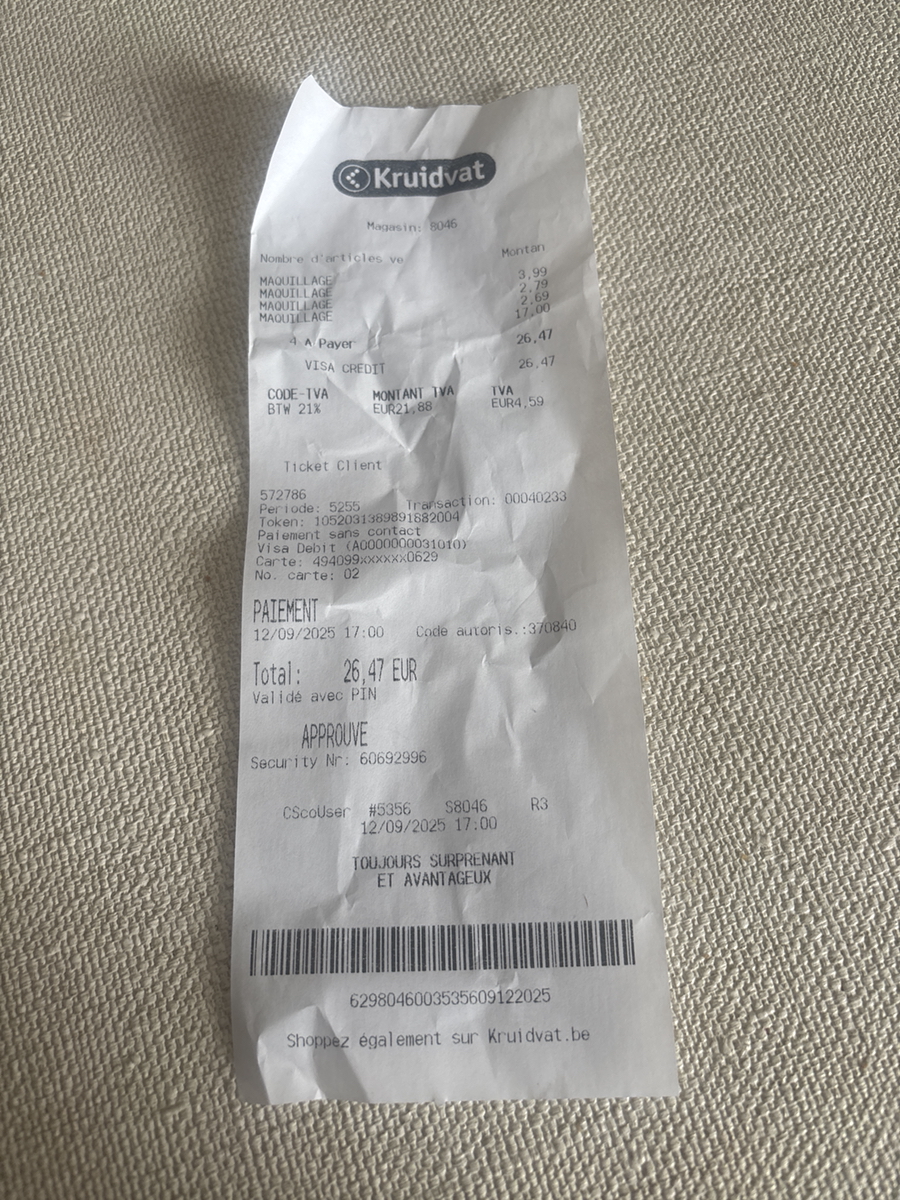 Kruidvat
Magasin: 8046
Nombre d'articles ve Montan
MAQUILLAGE 3,99
MAQUILLAGE 2,79
MAQUILLAGE 2,69
MAQUILLAGE 17,00
4 A Payer 26,47
VISA CREDIT 26,47
CODE-TVA MONTANT TVA TVA
BTW 21% EUR21,88 EUR4,59
Ticket Client
572786
Periode: 5255 Transaction: 00040233
Token: 1052031389891882004
Paiement sans contact
Visa Debit (A0000000031010)
Carte: 494099xxxxxx0629
No. carte: 02
PAIEMENT
12/09/2025 17:00 Code autoris.:370840
Total: 26,47 EUR
Validé avec PIN
APPROUVE
Security Nr: 60692996
CScoUser #5356 S8046 R3
12/09/2025 17:00
TOUJOURS SURPRENANT
ET AVANTAGEUX
6298046003535609122025
Shoppez également sur Kruidvat.be